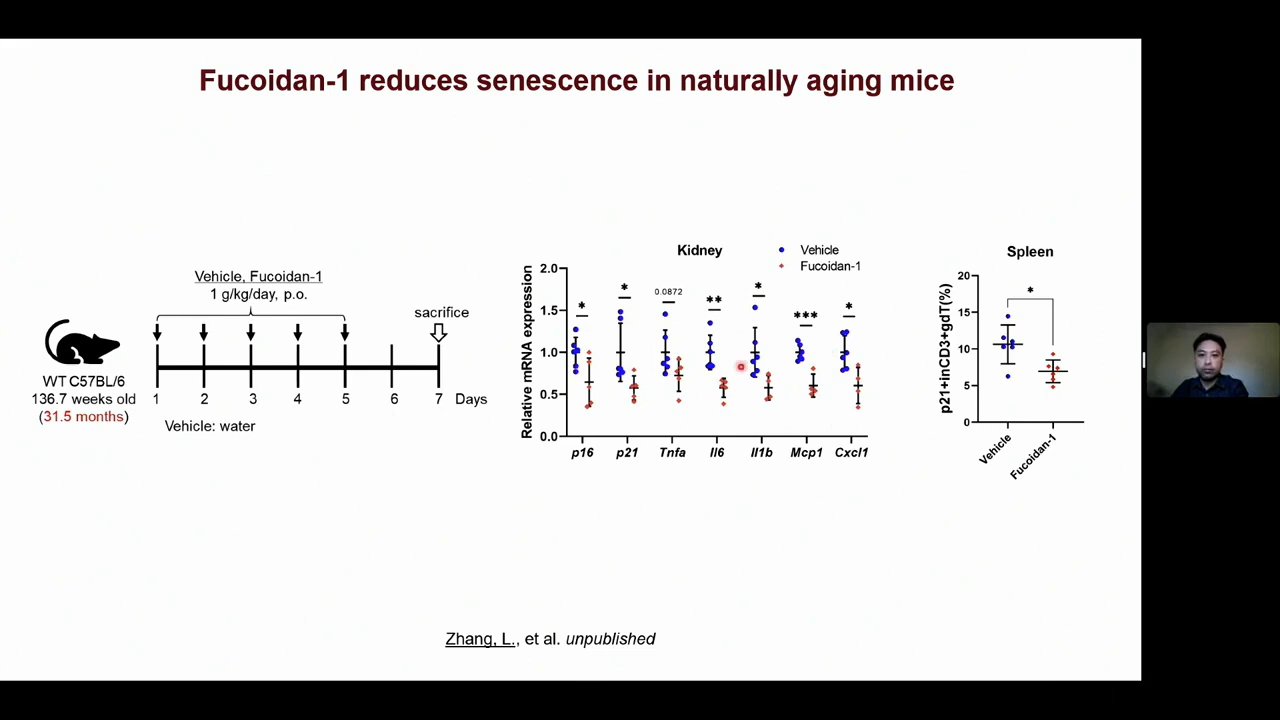 Fucoidan-1 reduces senescence in naturally aging mice
Vehicle, Fucoidan-1
1 g/kg/day, p.o.
sacrifice
WT C57BL/6
136.7 weeks old
(31.5 months)
1 2 3 4 5 6 7 Days
Vehicle: water
Kidney
Vehicle
Fucoidan-1
Relative mRNA expression
2.0
1.5
1.0
0.5
0.0
* * 0.0872 ** * *** *
p16 p21 Tnfa Il6 Il1b Mcp1 Cxcl1
Spleen
p21+inCD3+gdT(%)
20
15
10
5
0
*
Vehicle
Fucoidan-1
Zhang, L., et al. unpublished